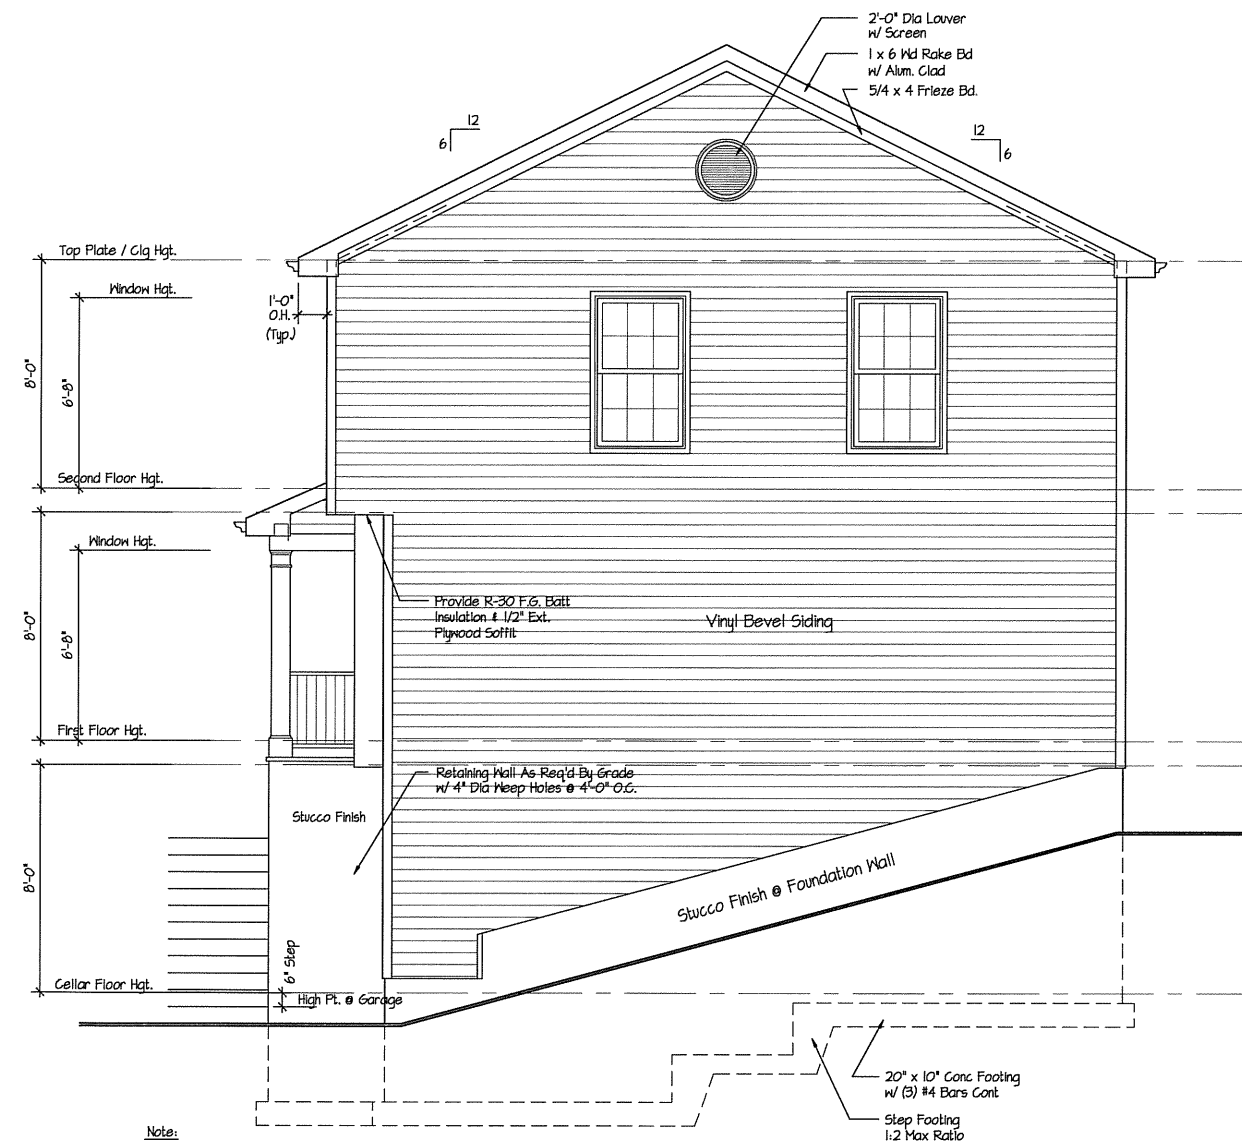 2'-0" Dia Louver
w/ Screen
1 x 6 Wd Rake Bd
w/ Alum. Clad
5/4 x 4 Frieze Bd.
12
6
12
6
Top Plate / Clg Hgt.
Window Hgt.
1'-0"
O.H.
(Typ.)
8'-0"
6'-8"
Second Floor Hgt.
Window Hgt.
Provide R-30 F.G. Batt
Insulation & 1/2" Ext.
Plywood Soffit
Vinyl Bevel Siding
8'-0"
6'-8"
First Floor Hgt.
Retaining Wall As Req'd By Grade
w/ 4" Dia Weep Holes @ 4'-0" O.C.
Stucco Finish
8'-0"
Stucco Finish @ Foundation Wall
6" Step
Cellar Floor Hgt.
High Pt. @ Garage
20" x 10" Conc Footing
w/ (3) #4 Bars Cont
Step Footing
1:2 Max Ratio
Note: